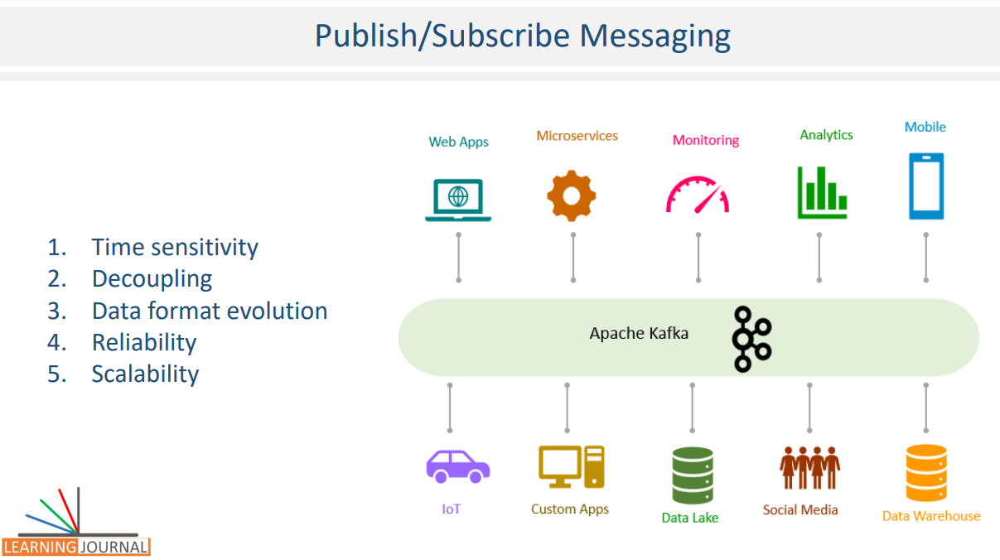 Publish/Subscribe Messaging
1. Time sensitivity
2. Decoupling
3. Data format evolution
4. Reliability
5. Scalability
Web Apps
Microservices
Monitoring
Analytics
Mobile
Apache Kafka
IoT
Custom Apps
Data Lake
Social Media
Data Warehouse
LEARNING JOURNAL